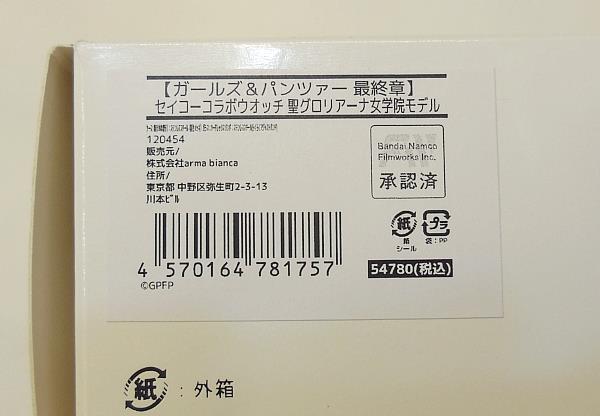 【ガールズ&パンツァー 最終章】
セイコーコラボウオッチ 聖グロリアーナ女学院モデル
120454
販売元/
株式会社arma bianca
住所/
東京都 中野区弥生町2-3-13
川本ビル
Bandai Namco
Filmworks Inc.
承認済
紙
プラ
箱
シール
袋:PP
4 570164 781757
54780(税込)
©GPFP
紙 : 外箱